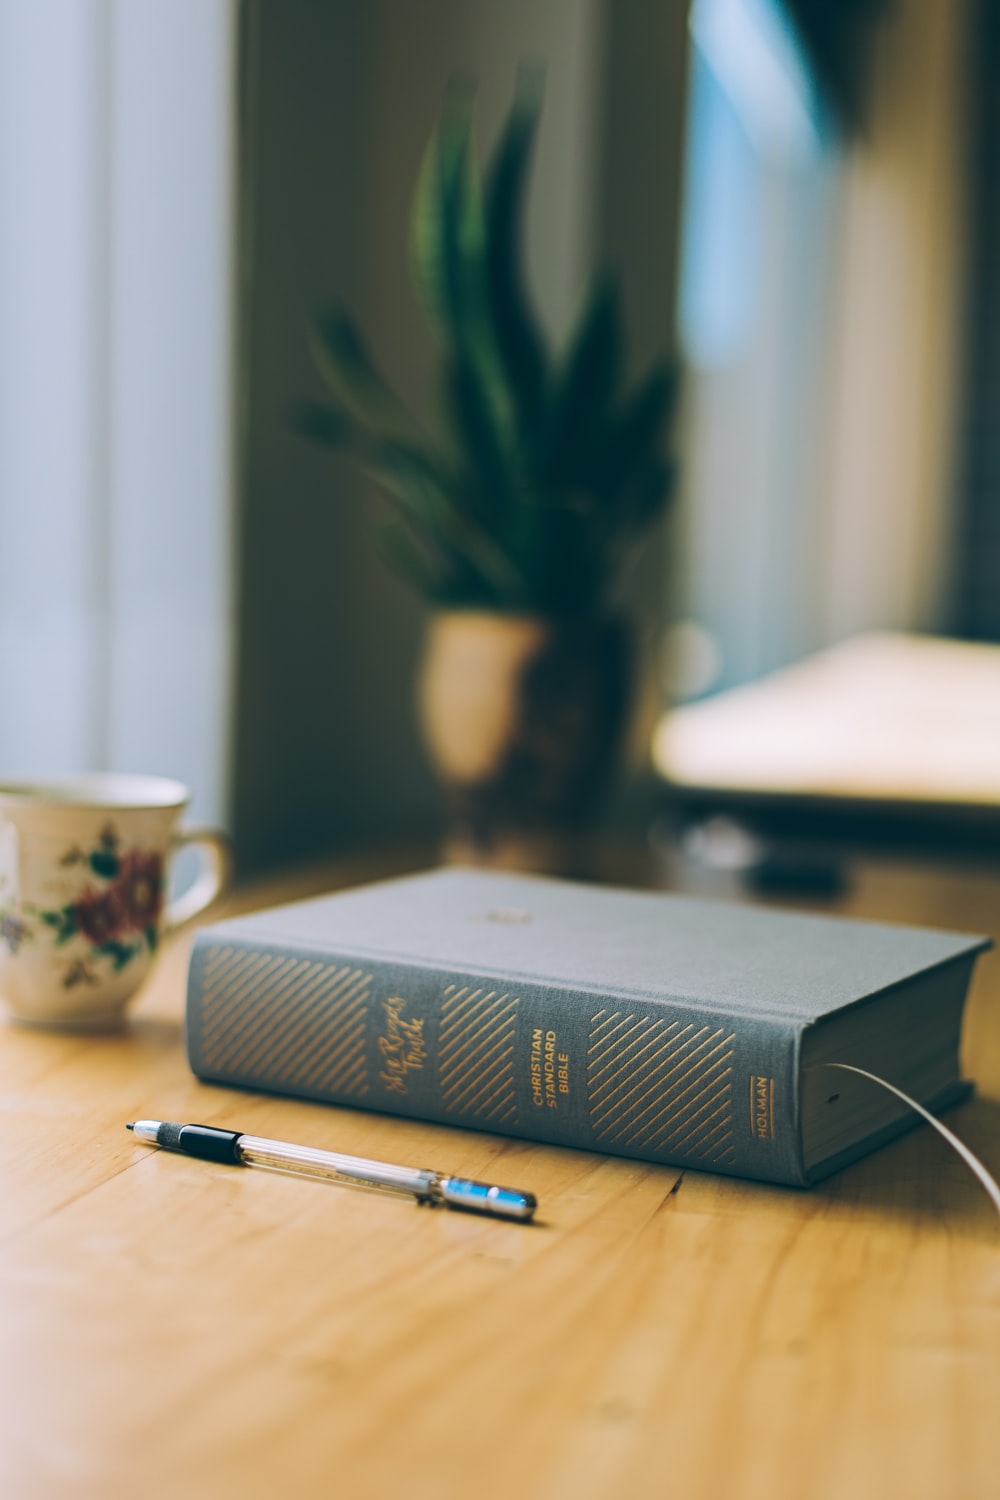 She Reads
Truth
CHRISTIAN
STANDARD
BIBLE
HOLMAN